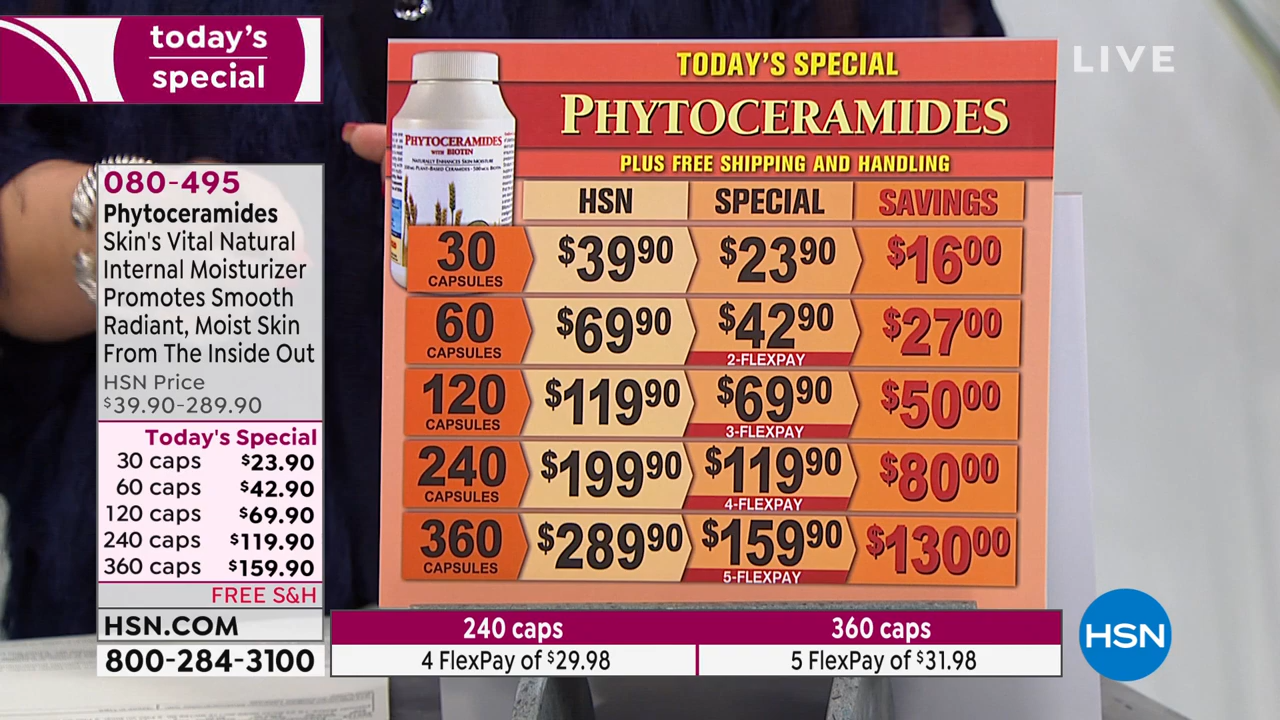 today's
special
LIVE
080-495
Phytoceramides
Skin's Vital Natural
Internal Moisturizer
Promotes Smooth
Radiant, Moist Skin
From The Inside Out
HSN Price
$39.90-289.90
Today's Special
30 caps $23.90
60 caps $42.90
120 caps $69.90
240 caps $119.90
360 caps $159.90
FREE S&H
HSN.COM
800-284-3100
TODAY'S SPECIAL
PHYTOCERAMIDES
PLUS FREE SHIPPING AND HANDLING
PHYTOCERAMIDES
WITH BIOTIN
NATURALLY ENHANCES SKIN MOISTURE
HSN SPECIAL SAVINGS
30 CAPSULES $39.90 $23.90 $16.00
60 CAPSULES $69.90 $42.90 $27.00
2-FLEXPAY
120 CAPSULES $119.90 $69.90 $50.00
3-FLEXPAY
240 CAPSULES $199.90 $119.90 $80.00
4-FLEXPAY
360 CAPSULES $289.90 $159.90 $130.00
5-FLEXPAY
240 caps 360 caps
4 FlexPay of $29.98 5 FlexPay of $31.98
HSN